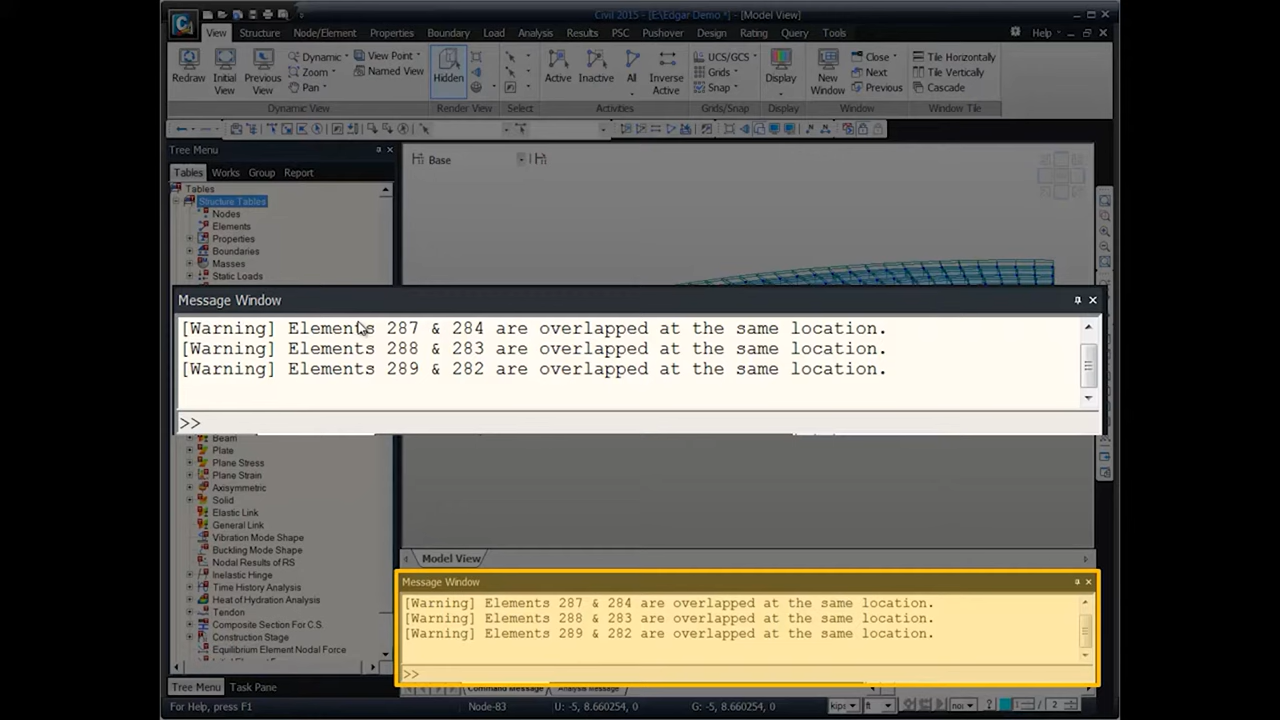 Civil 2015 - [E:\Edgar Demo *] - [Model View]
View Structure Node/Element Properties Boundary Load Analysis Results PSC Pushover Design Rating Query Tools Help
Redraw Initial View Previous View Dynamic Zoom Pan View Point Named View Hidden Active Inactive All Inverse Active UCS/GCS Grids Snap Display New Window Close Next Previous Tile Horizontally Tile Vertically Cascade
Dynamic View Render View Select Activities Grids/Snap Display Window Window Tile
Tree Menu
Base
Tables Works Group Report
Tables
Structure Tables
Nodes
Elements
Properties
Boundaries
Masses
Static Loads
Message Window
[Warning] Elements 287 & 284 are overlapped at the same location.
[Warning] Elements 288 & 283 are overlapped at the same location.
[Warning] Elements 289 & 282 are overlapped at the same location.
>>
Beam
Plate
Plane Stress
Plane Strain
Axisymmetric
Solid
Elastic Link
General Link
Vibration Mode Shape
Buckling Mode Shape
Nodal Results of RS
Inelastic Hinge
Time History Analysis
Heat of Hydration Analysis
Tendon
Composite Section For C.S.
Construction Stage
Equilibrium Element Nodal Force
Model View
Message Window
[Warning] Elements 287 & 284 are overlapped at the same location.
[Warning] Elements 288 & 283 are overlapped at the same location.
[Warning] Elements 289 & 282 are overlapped at the same location.
>>
Tree Menu Task Pane
Command Message Analysis Message
For Help, press F1 Node-83 U: -5, 8.660254, 0 G: -5, 8.660254, 0 kips ft non ? 1 / 2